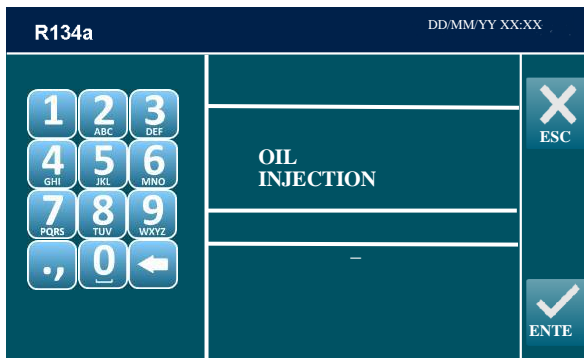 R134a
DD/MM/YY XX:XX
1 2 3
ABC DEF
4 5 6
GHI JKL MNO
7 8 9
PQRS TUV WXYZ
., 0
OIL
INJECTION
_
ESC
ENTE